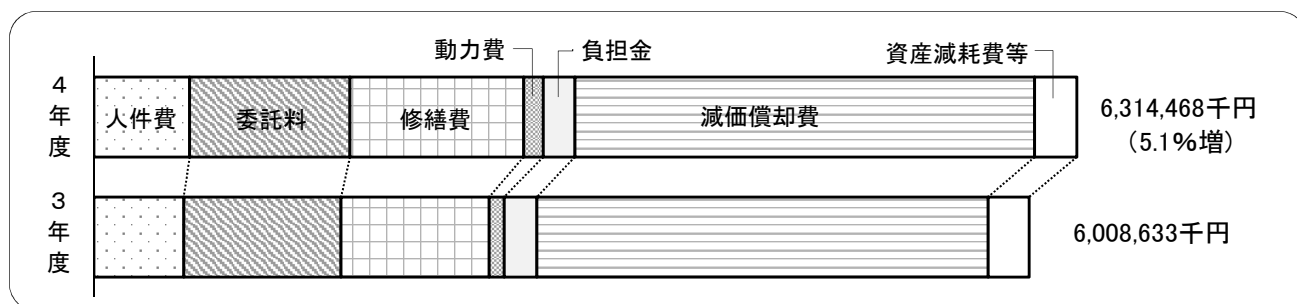 動力費
負担金
資産減耗費等
4年度
人件費
委託料
修繕費
減価償却費
6,314,468千円
（5.1%増）
3年度
6,008,633千円